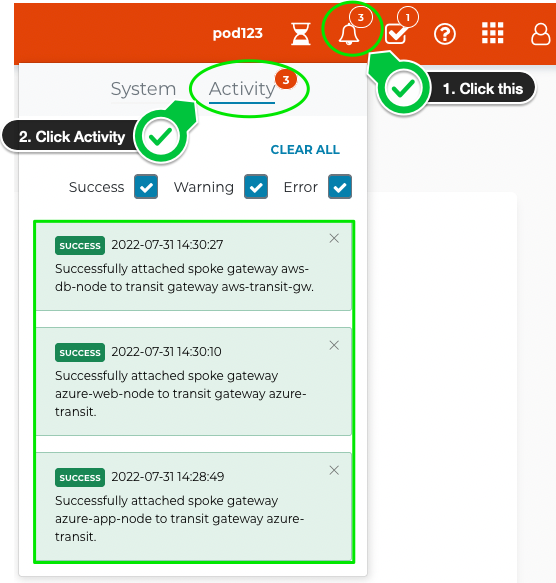 pod123
3
1
1. Click this
System
Activity
3
2. Click Activity
CLEAR ALL
Success
Warning
Error
SUCCESS 2022-07-31 14:30:27
Successfully attached spoke gateway aws-
db-node to transit gateway aws-transit-gw.
SUCCESS 2022-07-31 14:30:10
Successfully attached spoke gateway
azure-web-node to transit gateway azure-
transit.
SUCCESS 2022-07-31 14:28:49
Successfully attached spoke gateway
azure-app-node to transit gateway azure-
transit.